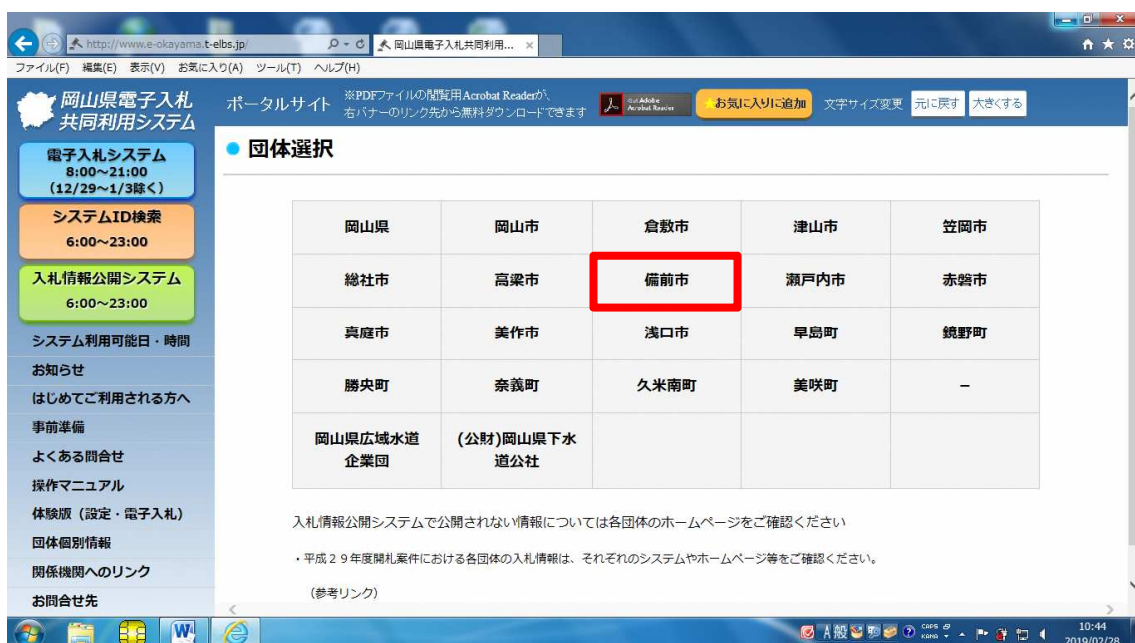 http://www.e-okayama.t-elbs.jp/
岡山県電子入札共同利用...
ファイル(F) 編集(E) 表示(V) お気に入り(A) ツール(T) ヘルプ(H)
岡山県電子入札
共同利用システム
ポータルサイト
※PDFファイルの閲覧用Acrobat Readerが、
右バナーのリンク先から無料ダウンロードできます
Get Adobe
Acrobat Reader
お気に入りに追加
文字サイズ変更 元に戻す 大きくする
電子入札システム
8:00~21:00
(12/29~1/3除く)
システムID検索
6:00~23:00
入札情報公開システム
6:00~23:00
システム利用可能日・時間
お知らせ
はじめてご利用される方へ
事前準備
よくある問合せ
操作マニュアル
体験版（設定・電子入札）
団体個別情報
関係機関へのリンク
お問合せ先
団体選択
岡山県 岡山市 倉敷市 津山市 笠岡市
総社市 高梁市 備前市 瀬戸内市 赤磐市
真庭市 美作市 浅口市 早島町 鏡野町
勝央町 奈義町 久米南町 美咲町 －
岡山県広域水道
企業団
(公財)岡山県下水
道公社
入札情報公開システムで公開されない情報については各団体のホームページをご確認ください
・平成２９年度開札案件における各団体の入札情報は、それぞれのシステムやホームページ等をご確認ください。
（参考リンク）
A 般
CAPS
KANA
10:44
2019/02/28